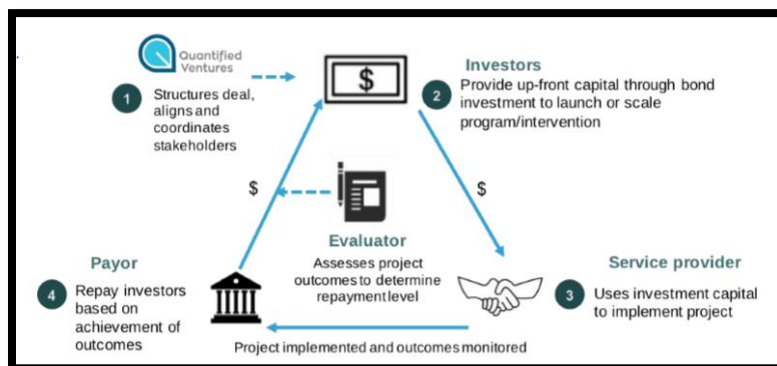 Quantified
Ventures
1
Structures deal,
aligns and
coordinates
stakeholders
$
Investors
2
Provide up-front capital through bond
investment to launch or scale
program/intervention
$
$
Evaluator
Assesses project
outcomes to determine
repayment level
Payor
4
Repay investors
based on
achievement of
outcomes
Service provider
3
Uses investment capital
to implement project
Project implemented and outcomes monitored